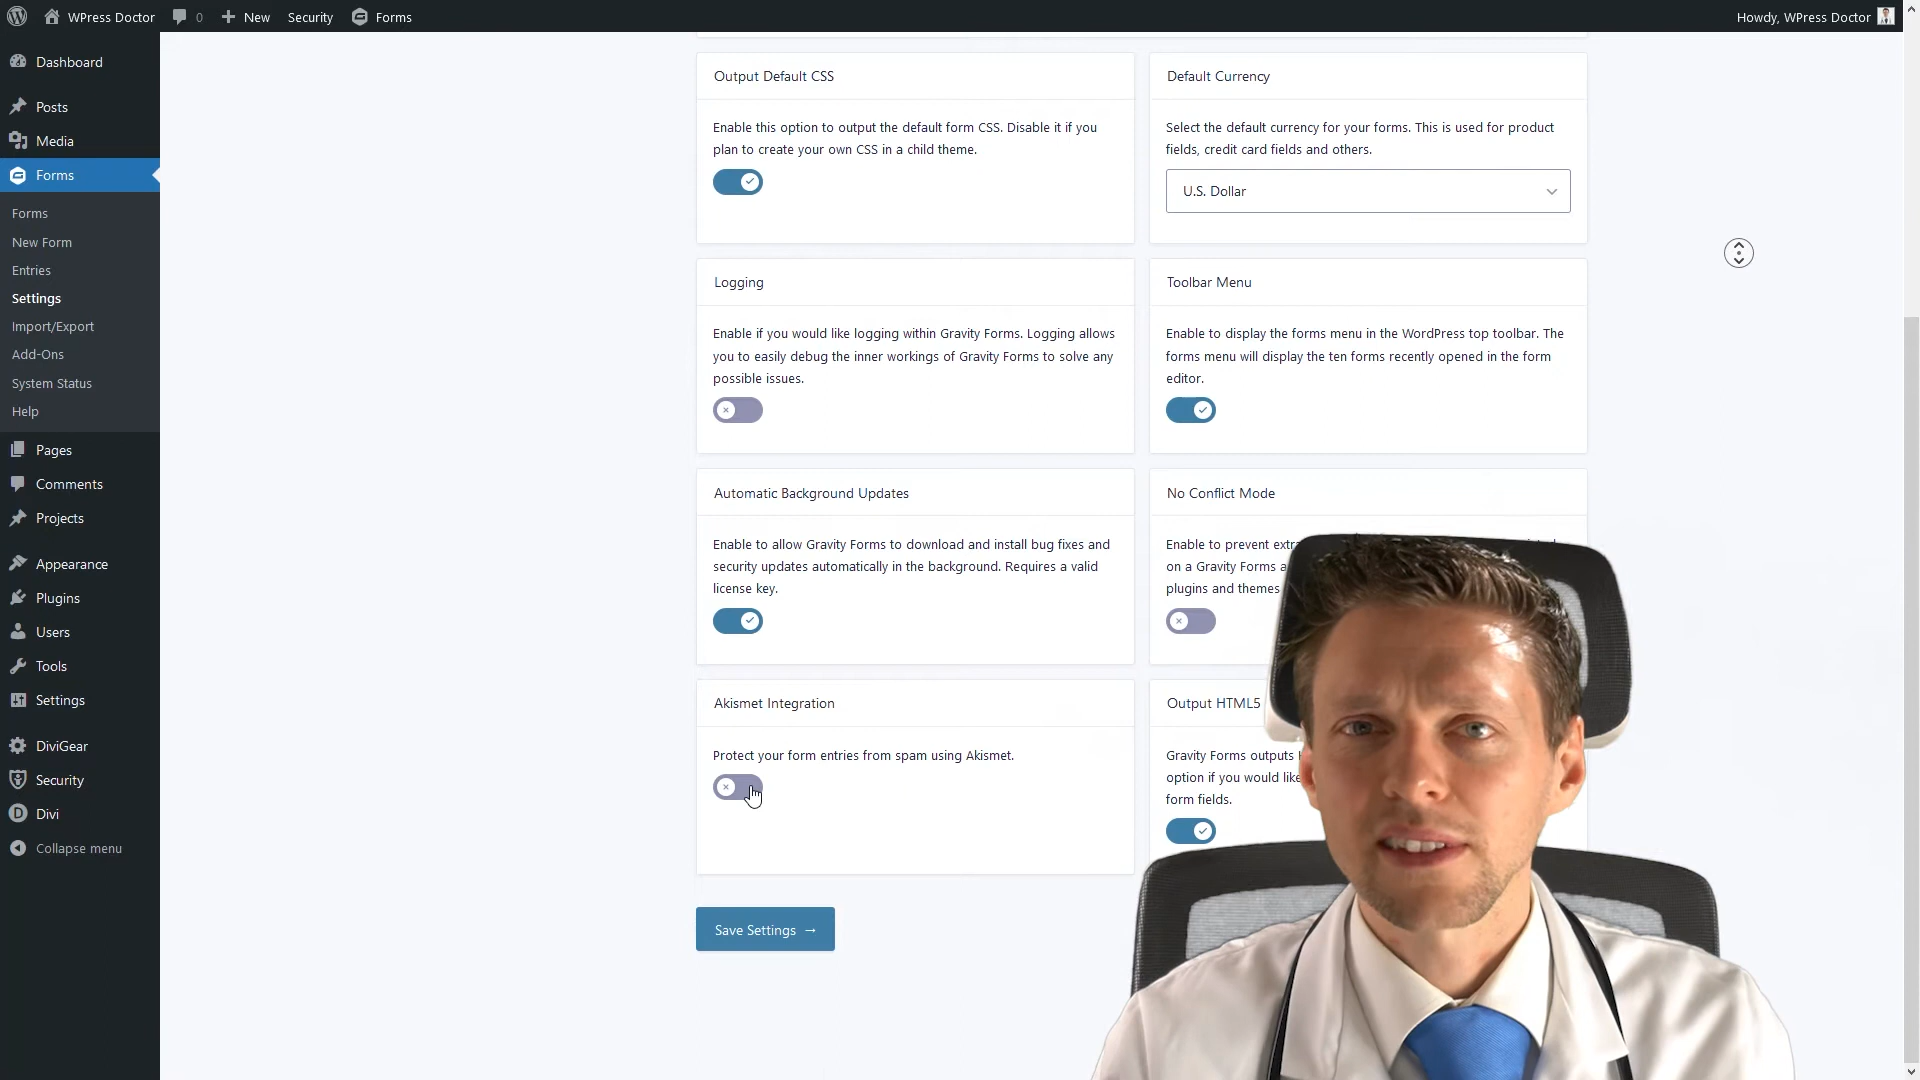 WPress Doctor
0
New
Security
Forms
Howdy, WPress Doctor
Dashboard
Posts
Media
Forms
Forms
New Form
Entries
Settings
Import/Export
Add-Ons
System Status
Help
Pages
Comments
Projects
Appearance
Plugins
Users
Tools
Settings
DiviGear
Security
Divi
Collapse menu
Output Default CSS
Enable this option to output the default form CSS. Disable it if you
plan to create your own CSS in a child theme.
Default Currency
Select the default currency for your forms. This is used for product
fields, credit card fields and others.
U.S. Dollar
Logging
Enable if you would like logging within Gravity Forms. Logging allows
you to easily debug the inner workings of Gravity Forms to solve any
possible issues.
Toolbar Menu
Enable to display the forms menu in the WordPress top toolbar. The
forms menu will display the ten forms recently opened in the form
editor.
Automatic Background Updates
Enable to allow Gravity Forms to download and install bug fixes and
security updates automatically in the background. Requires a valid
license key.
No Conflict Mode
Enable to prevent
on a Gravity Forms
plugins and themes
Akismet Integration
Protect your form entries from spam using Akismet.
Output HTML5
Gravity Forms outputs
option if you would like
form fields.
Save Settings →